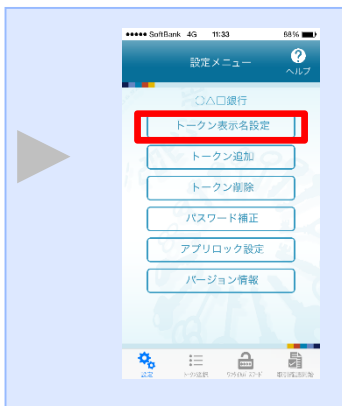 ●●●●● SoftBank 4G 11:33 88%
設定メニュー
ヘルプ
○△□銀行
トークン表示名設定
トークン追加
トークン削除
パスワード補正
アプリロック設定
バージョン情報
設定